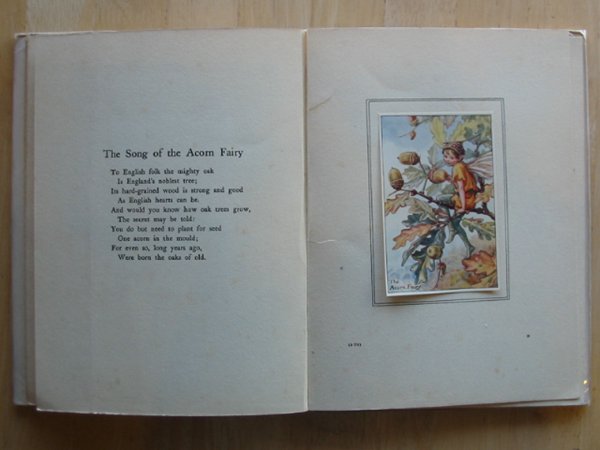 The Song of the Acorn Fairy
To English folk the mighty oak
Is England's noblest tree;
Its hard-grained wood is strong and good
As English hearts can be.
And would you know how oak trees grow,
The secret may be told:
You do but need to plant for seed
One acorn in the mould;
For even so, long years ago,
Were born the oaks of old.
The
Acorn Fairy